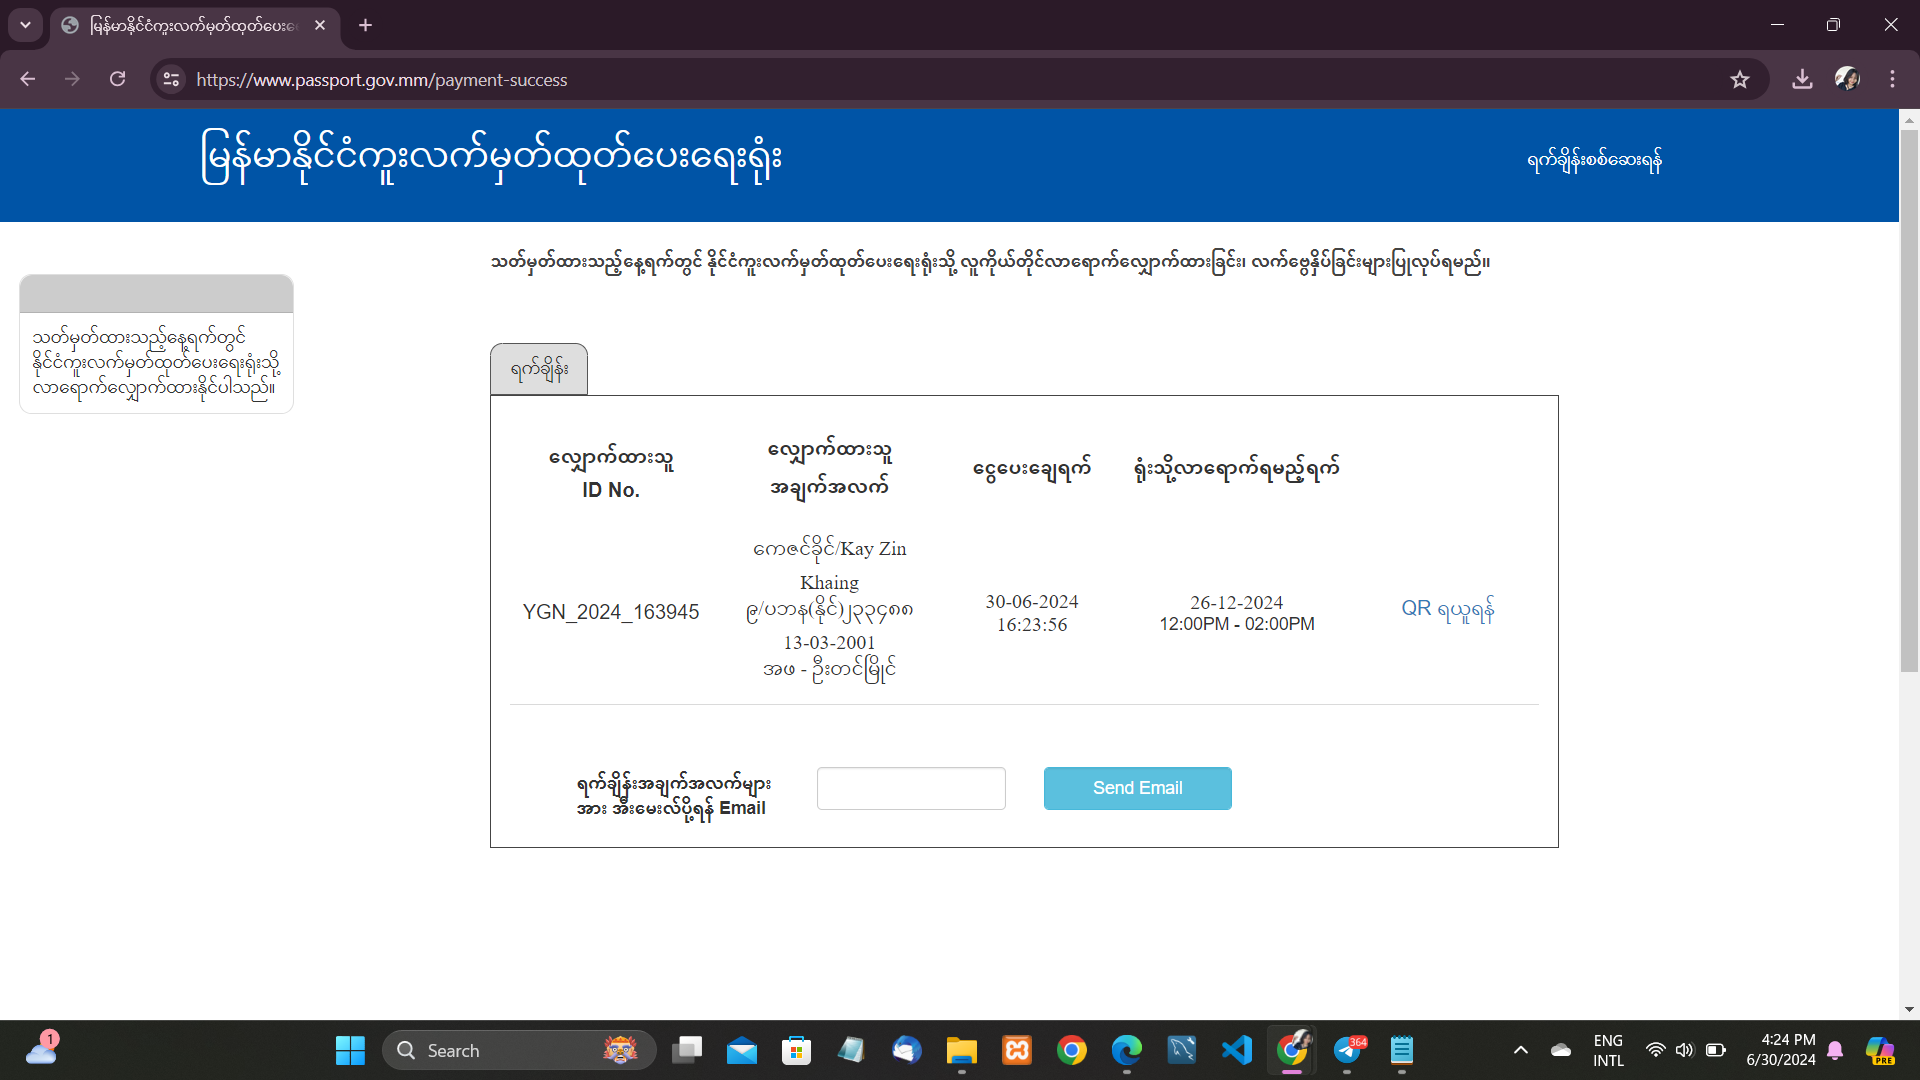 မြန်မာနိုင်ငံကူးလက်မှတ်ထုတ်ပေးရေ
https://www.passport.gov.mm/payment-success
မြန်မာနိုင်ငံကူးလက်မှတ်ထုတ်ပေးရေးရုံး
ရက်ချိန်းစစ်ဆေးရန်
သတ်မှတ်ထားသည့်နေ့ရက်တွင် နိုင်ငံကူးလက်မှတ်ထုတ်ပေးရေးရုံးသို့ လူကိုယ်တိုင်လာရောက်လျှောက်ထားခြင်း၊ လက်ဗွေနှိပ်ခြင်းများပြုလုပ်ရမည်။
သတ်မှတ်ထားသည့်နေ့ရက်တွင်
နိုင်ငံကူးလက်မှတ်ထုတ်ပေးရေးရုံးသို့
လာရောက်လျှောက်ထားနိုင်ပါသည်။
ရက်ချိန်း
လျှောက်ထားသူ
ID No.
လျှောက်ထားသူ
အချက်အလက်
ငွေပေးချေရက်
ရုံးသို့လာရောက်ရမည့်ရက်
YGN_2024_163945
ကေဇင်ခိုင်/Kay Zin
Khaing
၉/ပဘန(နိုင်)၂၃၃၄၈၈
13-03-2001
အဖ - ဦးတင်မြိုင်
30-06-2024
16:23:56
26-12-2024
12:00PM - 02:00PM
QR ရယူရန်
ရက်ချိန်းအချက်အလက်များ
အား အီးမေးလ်ပို့ရန် Email
Send Email
1
Search
364
ENG
INTL
4:24 PM
6/30/2024
PRE